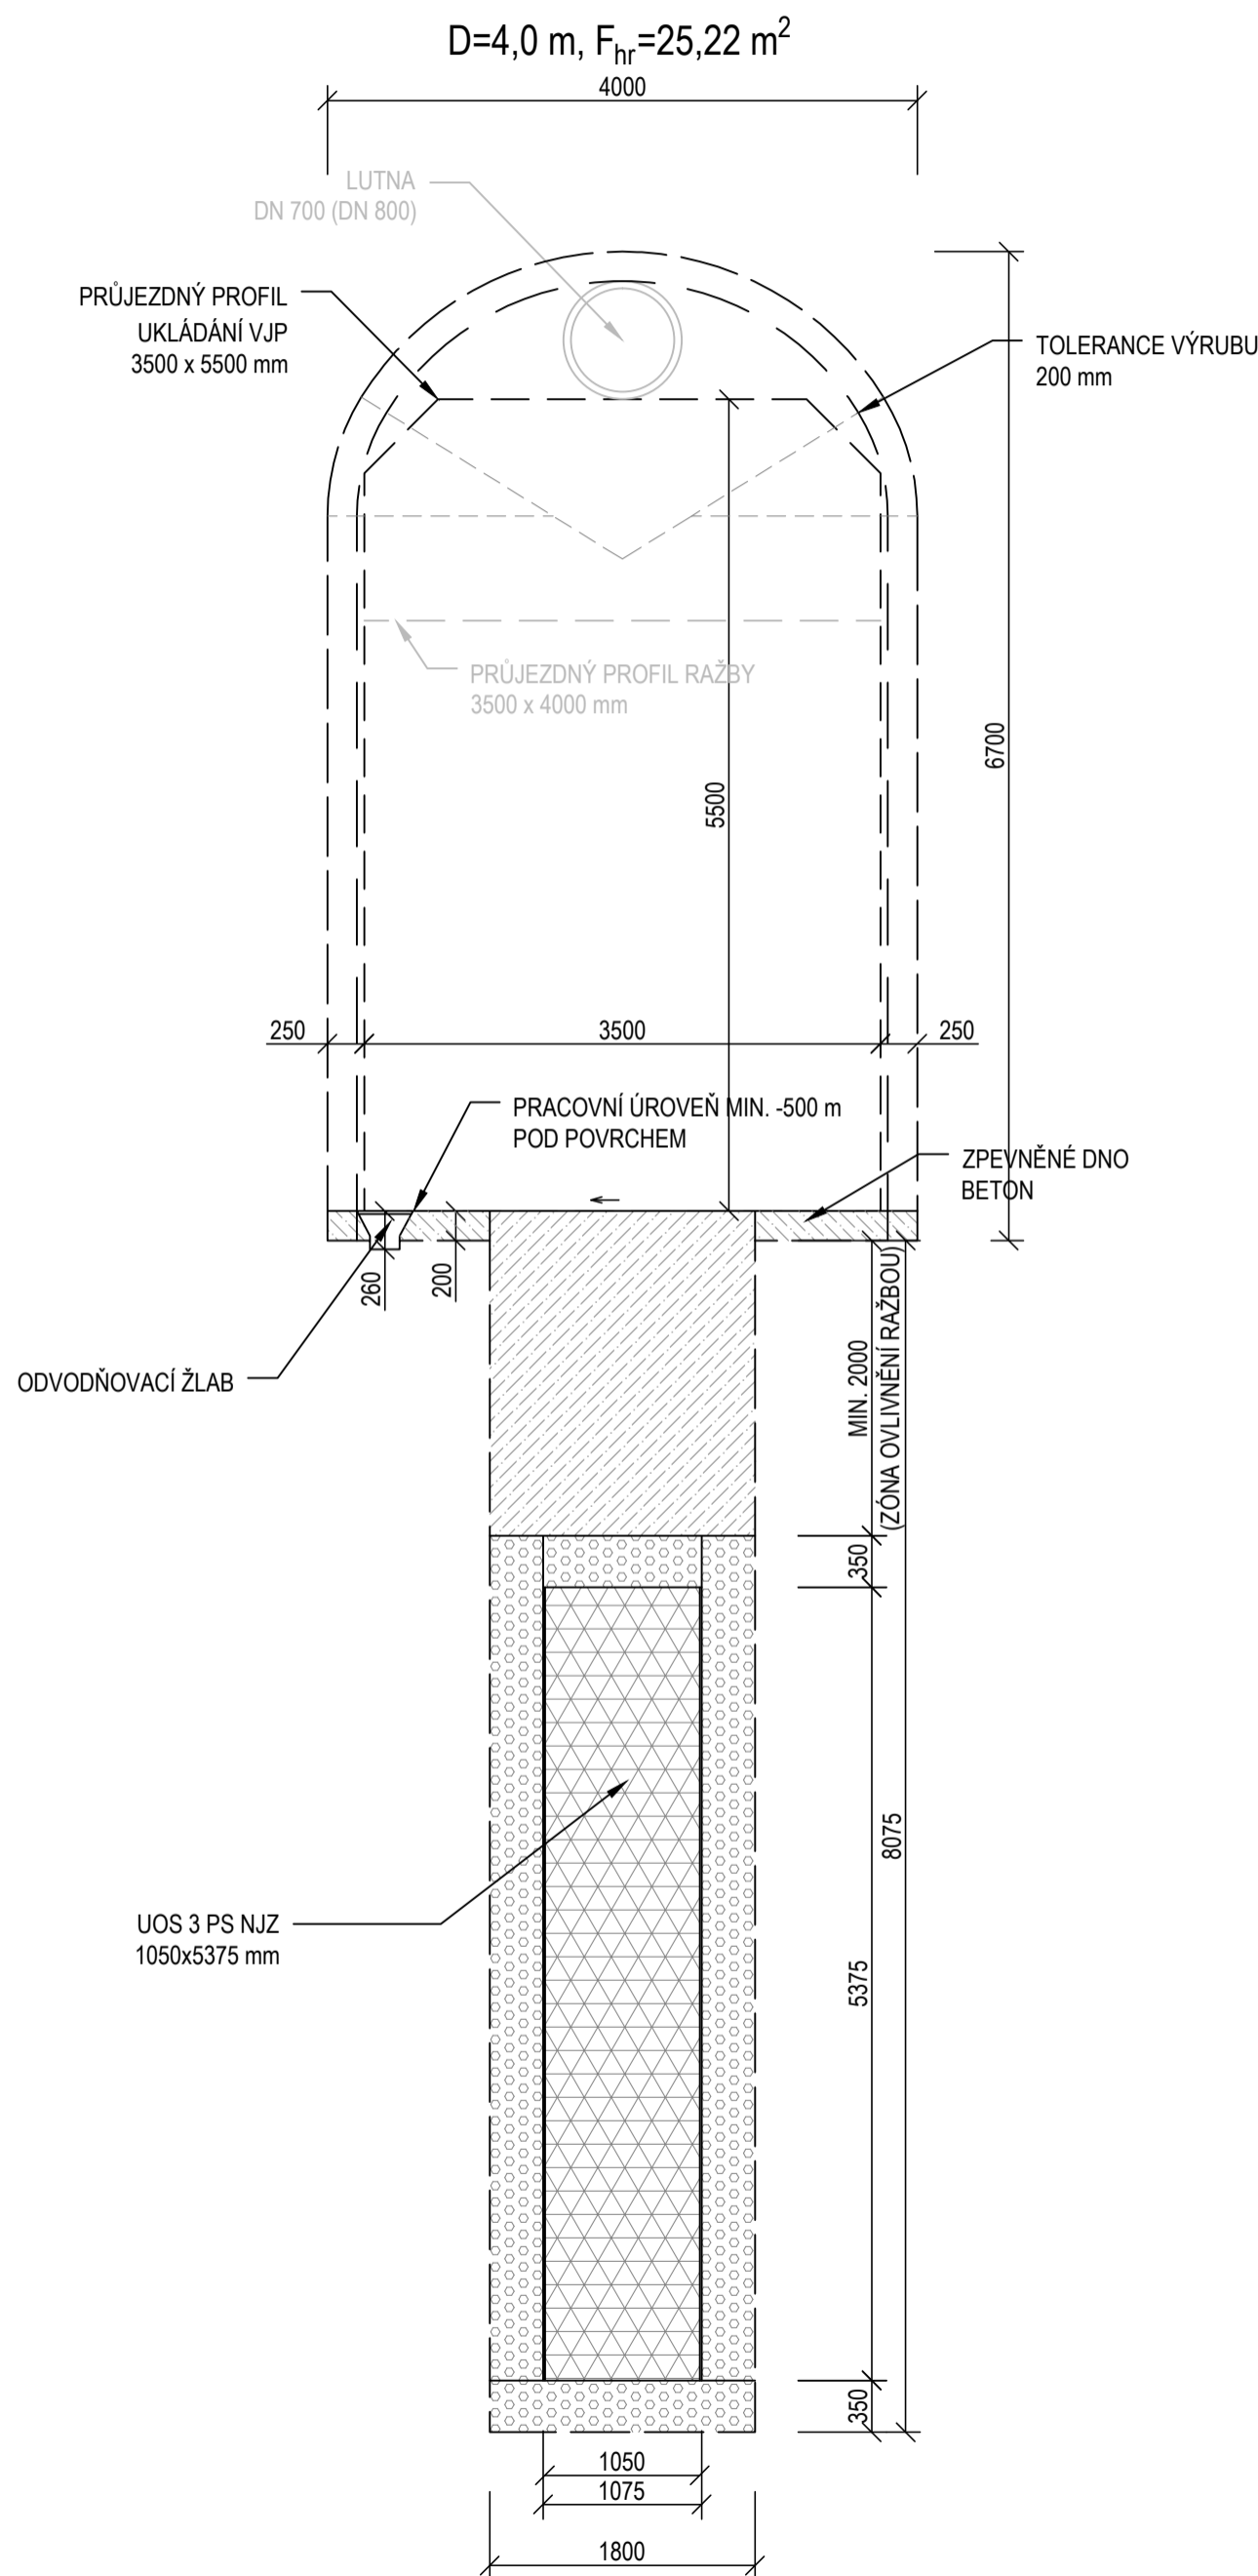 D=4,0 m, Fhr=25,22 m²
4000
LUTNA
DN 700 (DN 800)
PRŮJEZDNÝ PROFIL
UKLÁDÁNÍ VJP
3500 x 5500 mm
TOLERANCE VÝRUBU
200 mm
PRŮJEZDNÝ PROFIL RAŽBY
3500 x 4000 mm
6700
5500
250
3500
250
PRACOVNÍ ÚROVEŇ MIN. -500 m
POD POVRCHEM
ZPEVNĚNÉ DNO
BETON
260
200
ODVODŇOVACÍ ŽLAB
MIN. 2000
(ZÓNA OVLIVNĚNÍ RAŽBOU)
350
8075
UOS 3 PS NJZ
1050x5375 mm
5375
350
1050
1075
1800